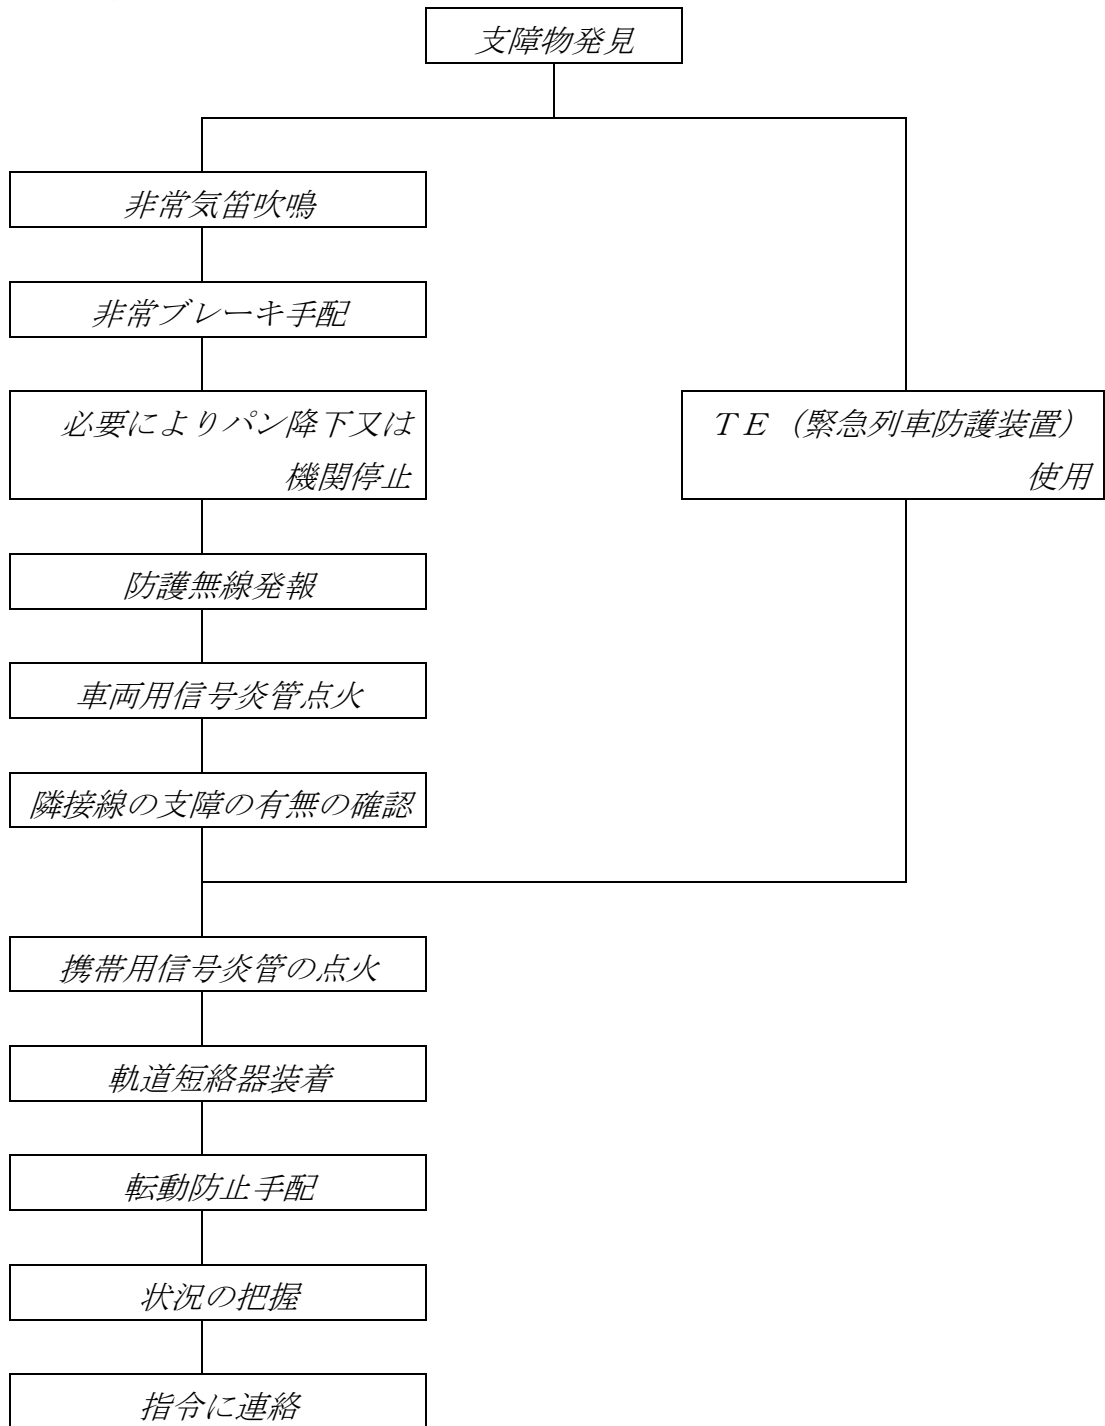 支障物発見
非常気笛吹鳴
非常ブレーキ手配
必要によりパン降下又は
機関停止
ＴＥ（緊急列車防護装置）
使用
防護無線発報
車両用信号炎管点火
隣接線の支障の有無の確認
携帯用信号炎管の点火
軌道短絡器装着
転動防止手配
状況の把握
指令に連絡